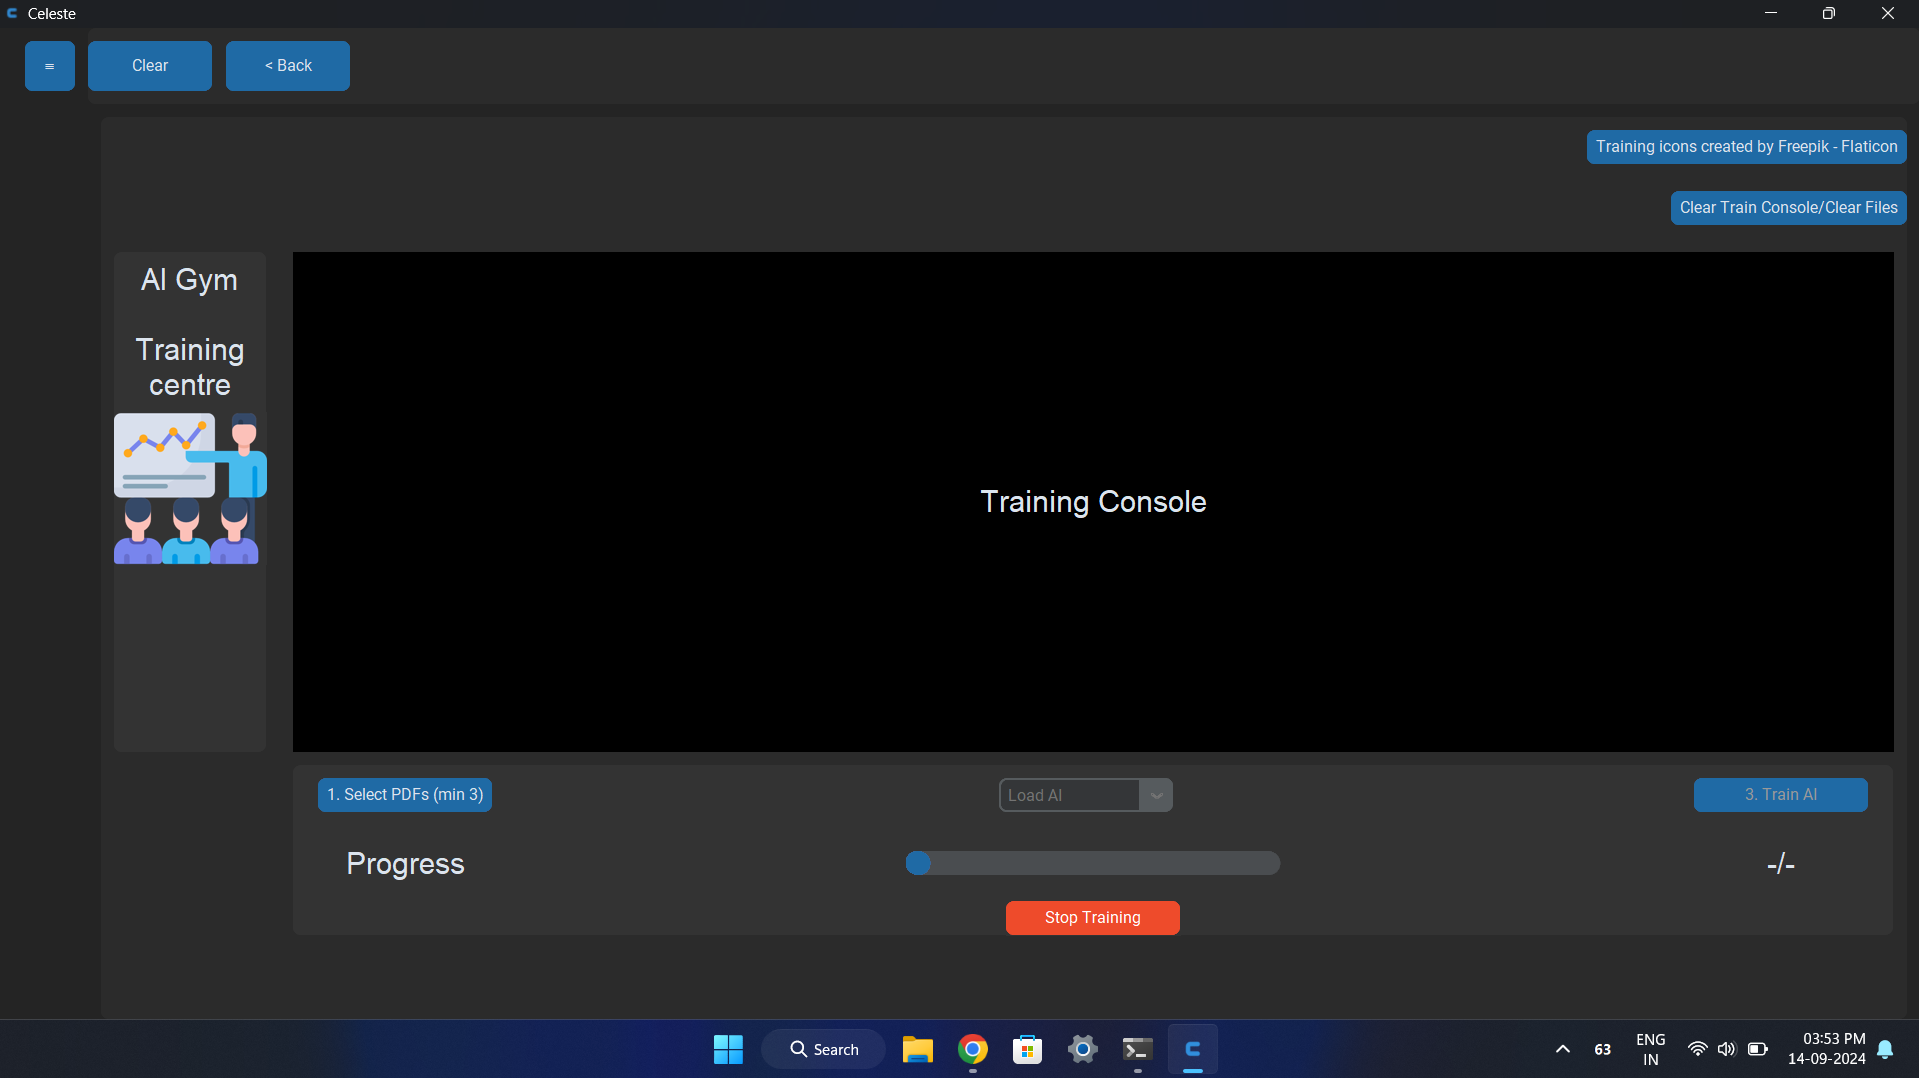 Celeste
≡ Clear < Back
Training icons created by Freepik - Flaticon
Clear Train Console/Clear Files
AI Gym
Training
centre
Training Console
1. Select PDFs (min 3) Load AI 3. Train AI
Progress -/-
Stop Training
Search
63
ENG
IN
03:53 PM
14-09-2024